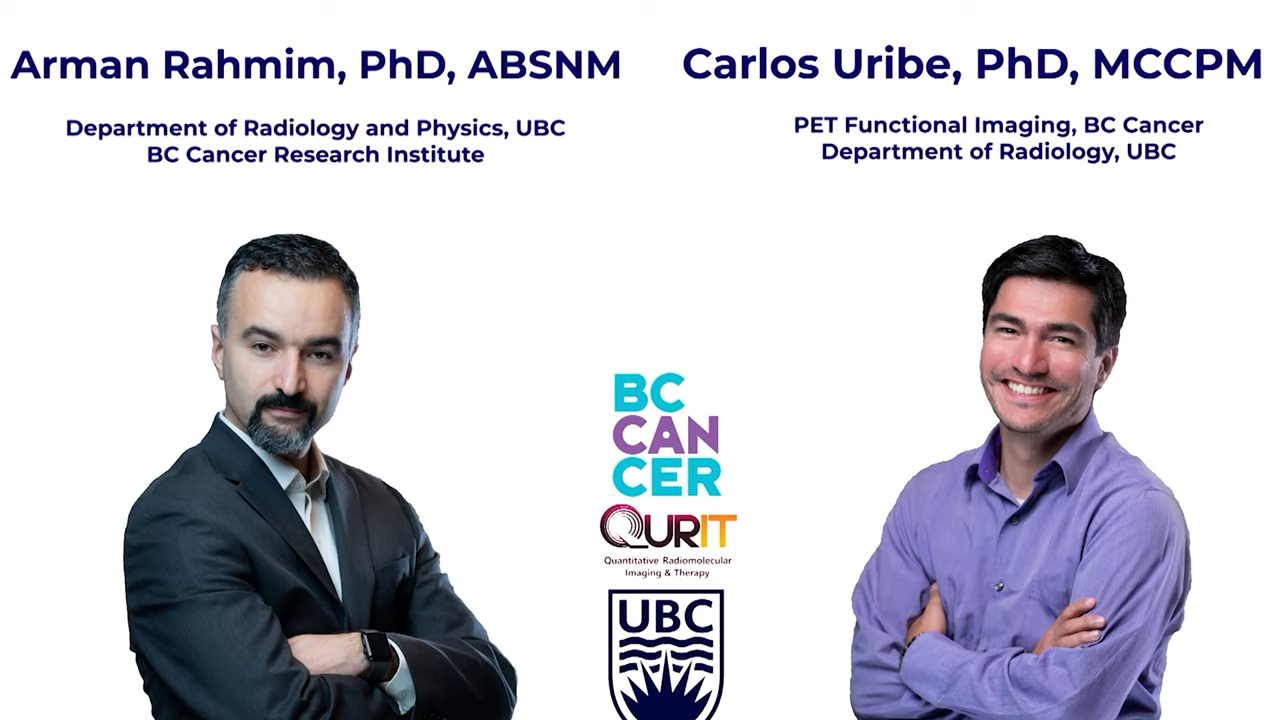 Arman Rahmim, PhD, ABSNM
Department of Radiology and Physics, UBC
BC Cancer Research Institute
Carlos Uribe, PhD, MCCPM
PET Functional Imaging, BC Cancer
Department of Radiology, UBC
BC
CAN
CER
QURIT
Quantitative Radiomolecular
Imaging & Therapy
UBC